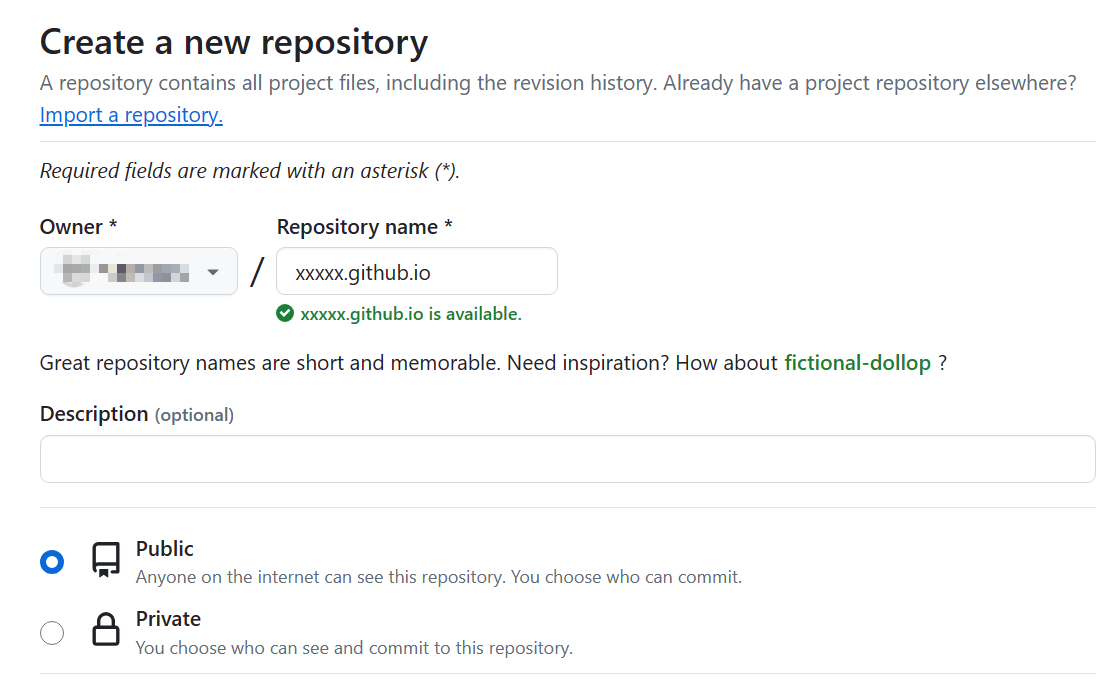 Create a new repository
A repository contains all project files, including the revision history. Already have a project repository elsewhere?
Import a repository.
Required fields are marked with an asterisk (*).
Owner *
Repository name *
/
xxxxx.github.io
xxxxx.github.io is available.
Great repository names are short and memorable. Need inspiration? How about fictional-dollop ?
Description (optional)
Public
Anyone on the internet can see this repository. You choose who can commit.
Private
You choose who can see and commit to this repository.